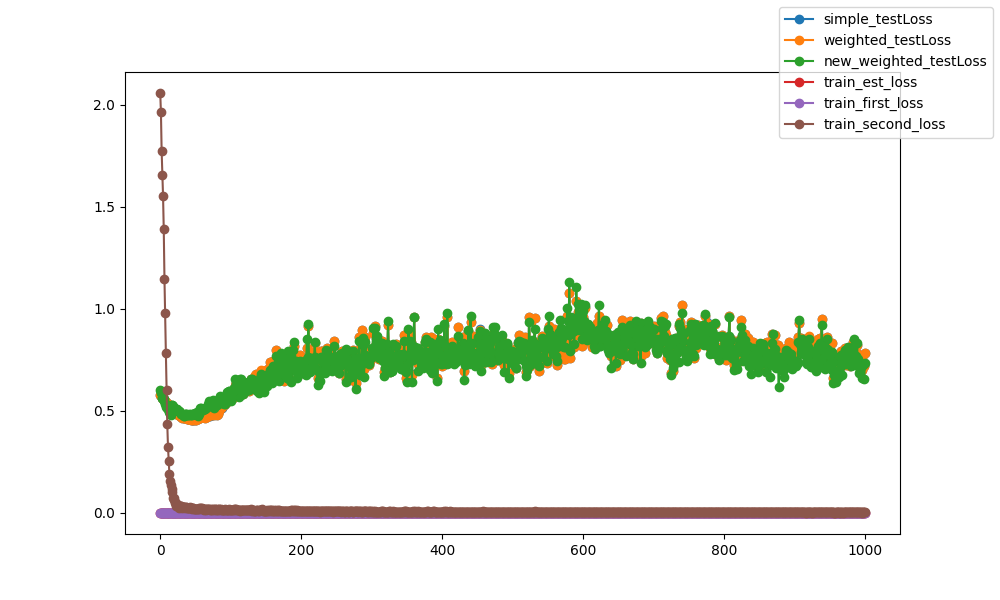 simple_testLoss
weighted_testLoss
new_weighted_testLoss
train_est_loss
train_first_loss
train_second_loss
2.0
1.5
1.0
0.5
0.0
0
200
400
600
800
1000